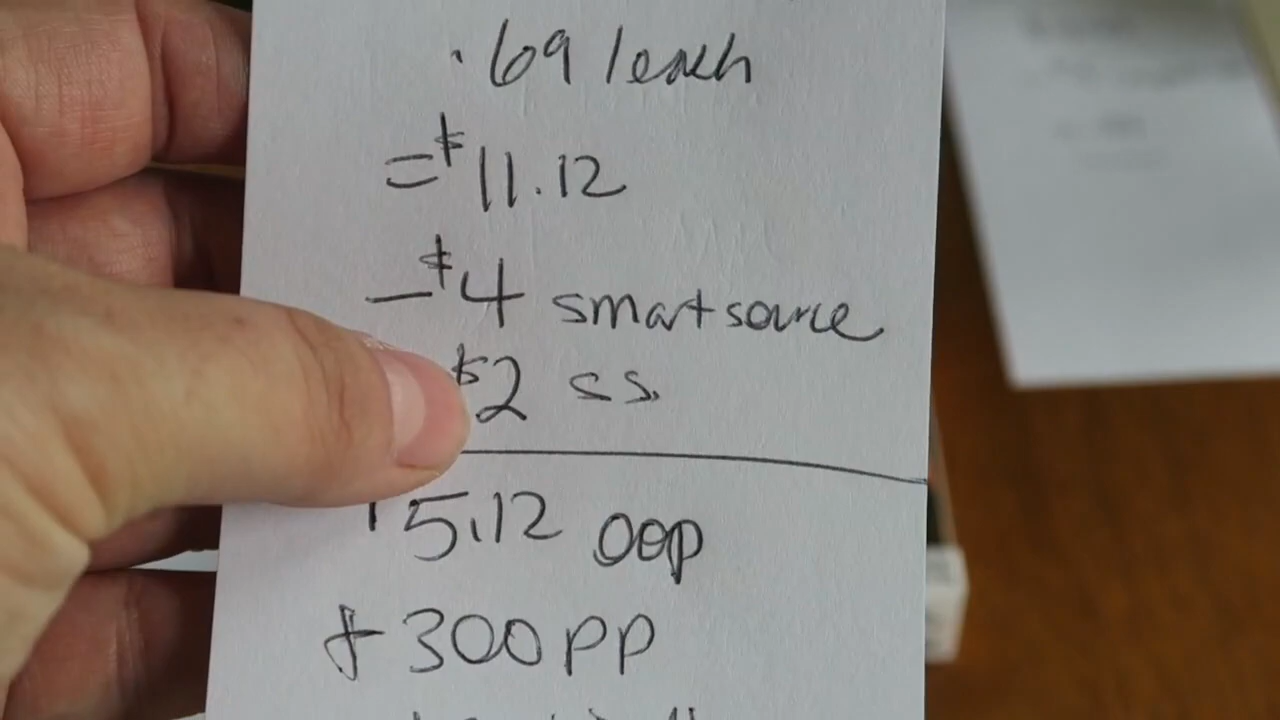 .69/each
=$11.12
-$4 smartsource
$2 ss.
5.12 oop
+300 pp